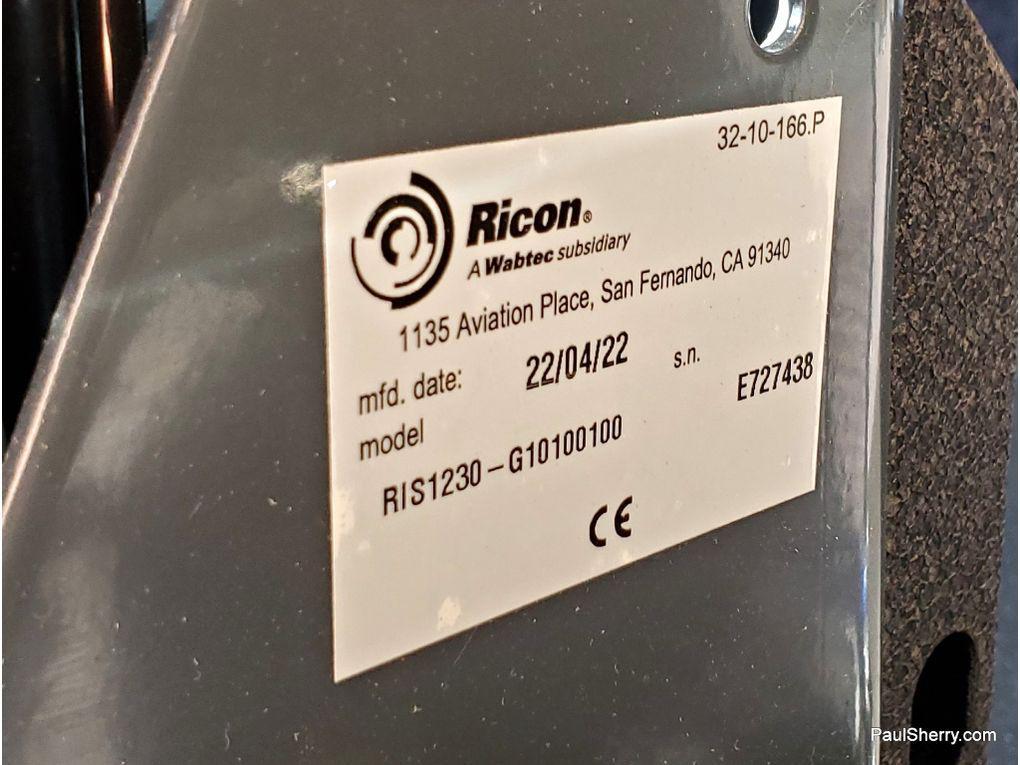 32-10-166.P
Ricon®
A Wabtec subsidiary
1135 Aviation Place, San Fernando, CA 91340
mfd. date: 22/04/22 s.n. E727438
model
RIS1230-G10100100
CE
PaulSherry.com